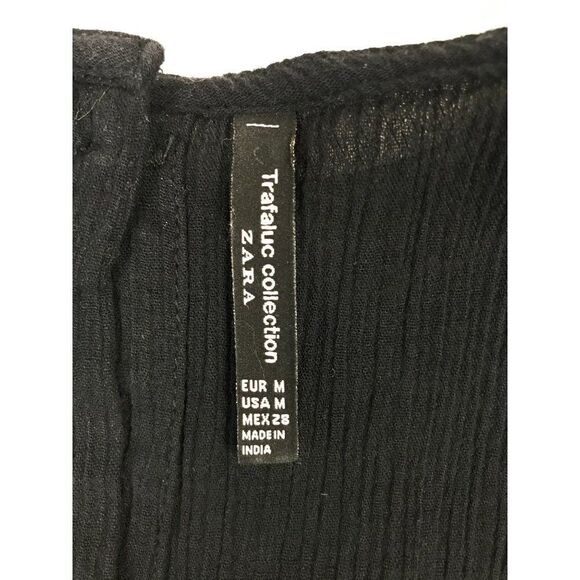 Trafaluc collection
ZARA
EUR M
USA M
MEX 28
MADE IN
INDIA